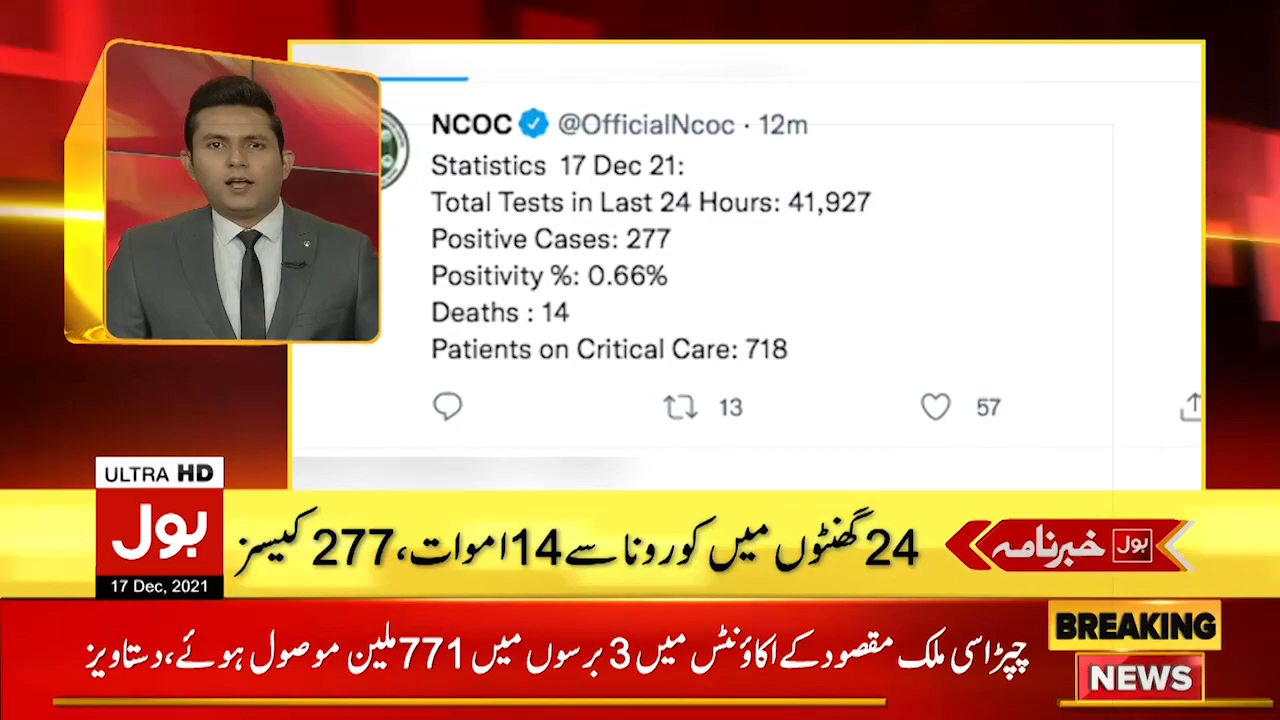 NCOC @OfficialNcoc · 12m
Statistics 17 Dec 21:
Total Tests in Last 24 Hours: 41,927
Positive Cases: 277
Positivity %: 0.66%
Deaths : 14
Patients on Critical Care: 718
13 57
ULTRA HD
بول
17 Dec, 2021
بول خبرنامہ
24 گھنٹوں میں کورونا سے 14 اموات، 277 کیسز
BREAKING
NEWS
چپڑاسی ملک مقصود کے اکاؤنٹس میں 3 برسوں میں 771 ملین موصول ہوئے، دستاویز